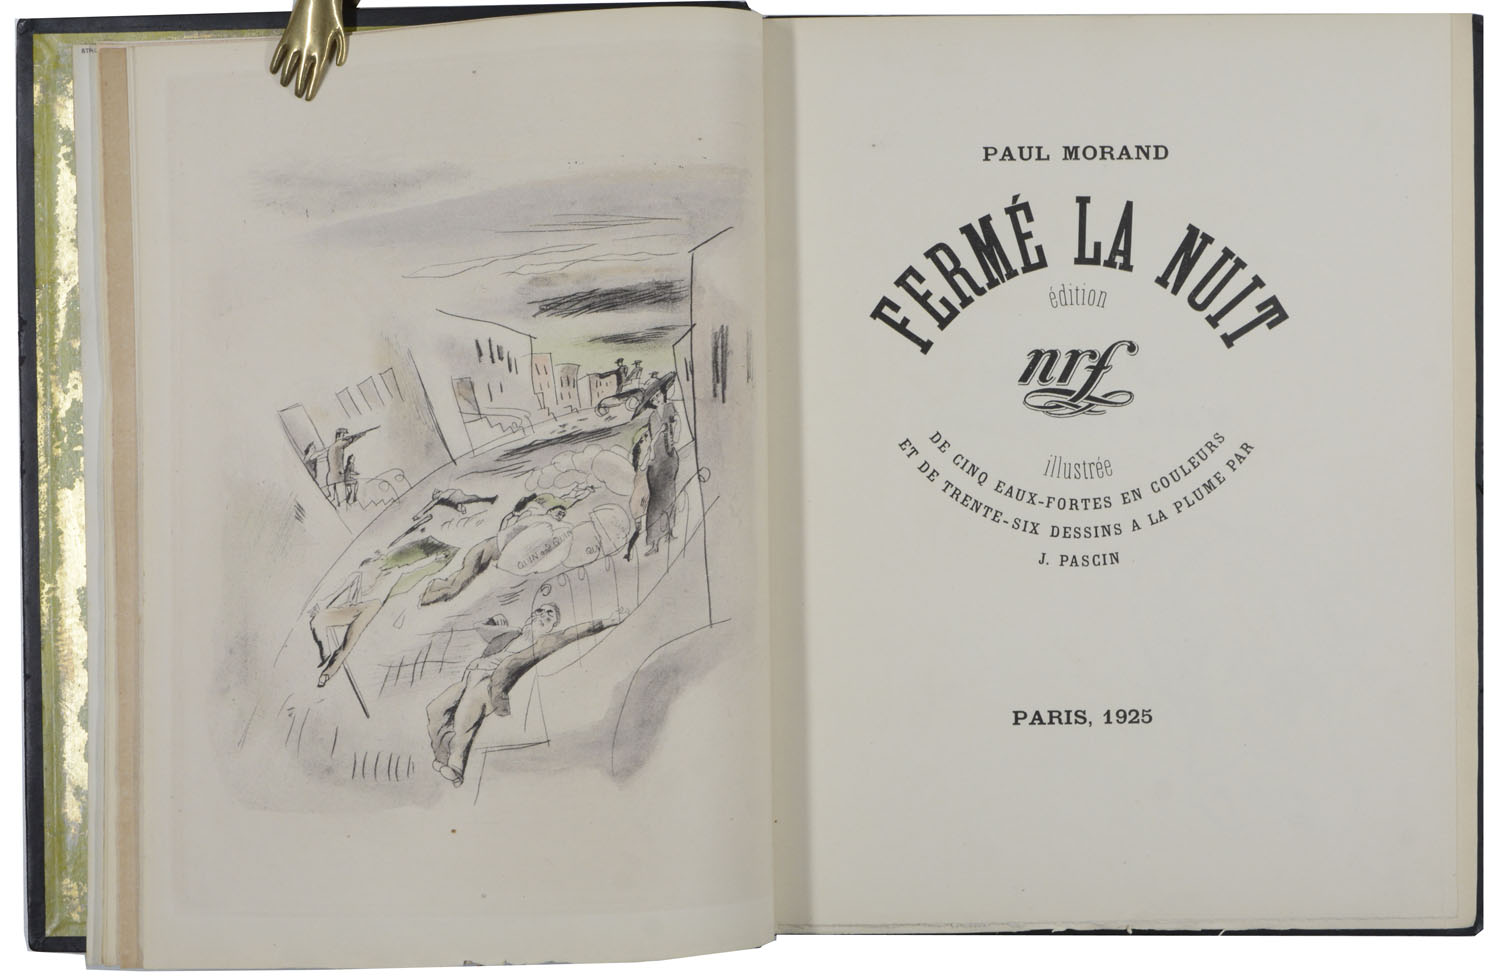 PAUL MORAND
FERMÉ LA NUIT
édition
nrf
illustrée
DE CINQ EAUX-FORTES EN COULEURS
ET DE TRENTE-SIX DESSINS A LA PLUME PAR
J. PASCIN
PARIS, 1925